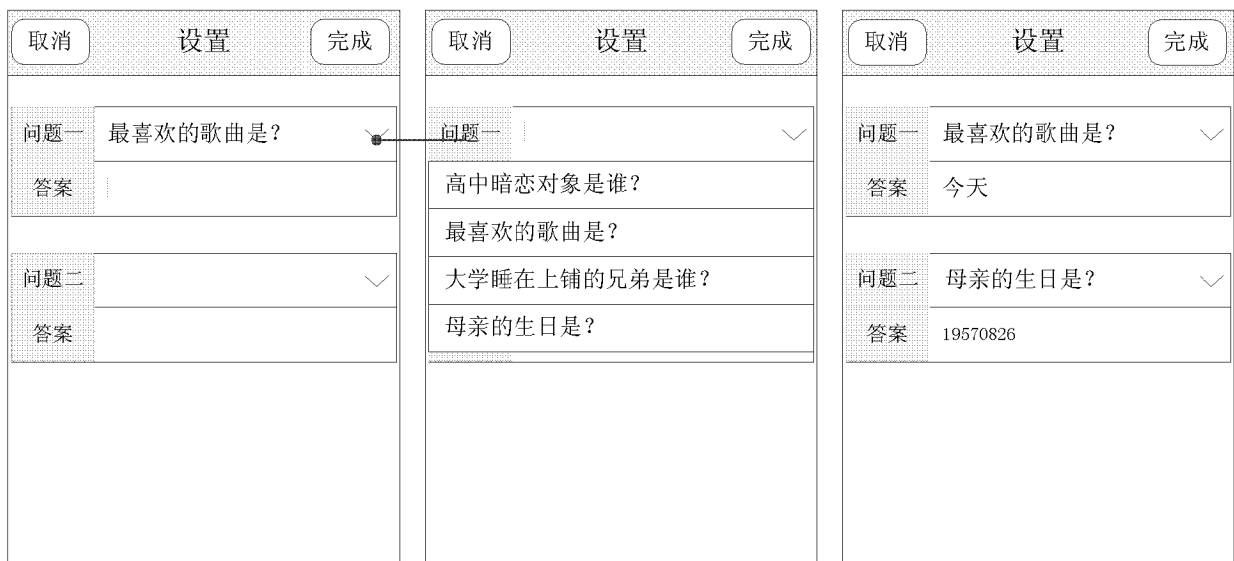 取消 设置 完成
问题一 最喜欢的歌曲是？
答案
问题二
答案
取消 设置 完成
问题一
高中暗恋对象是谁？
最喜欢的歌曲是？
大学睡在上铺的兄弟是谁？
母亲的生日是？
取消 设置 完成
问题一 最喜欢的歌曲是？
答案 今天
问题二 母亲的生日是？
答案 19570826